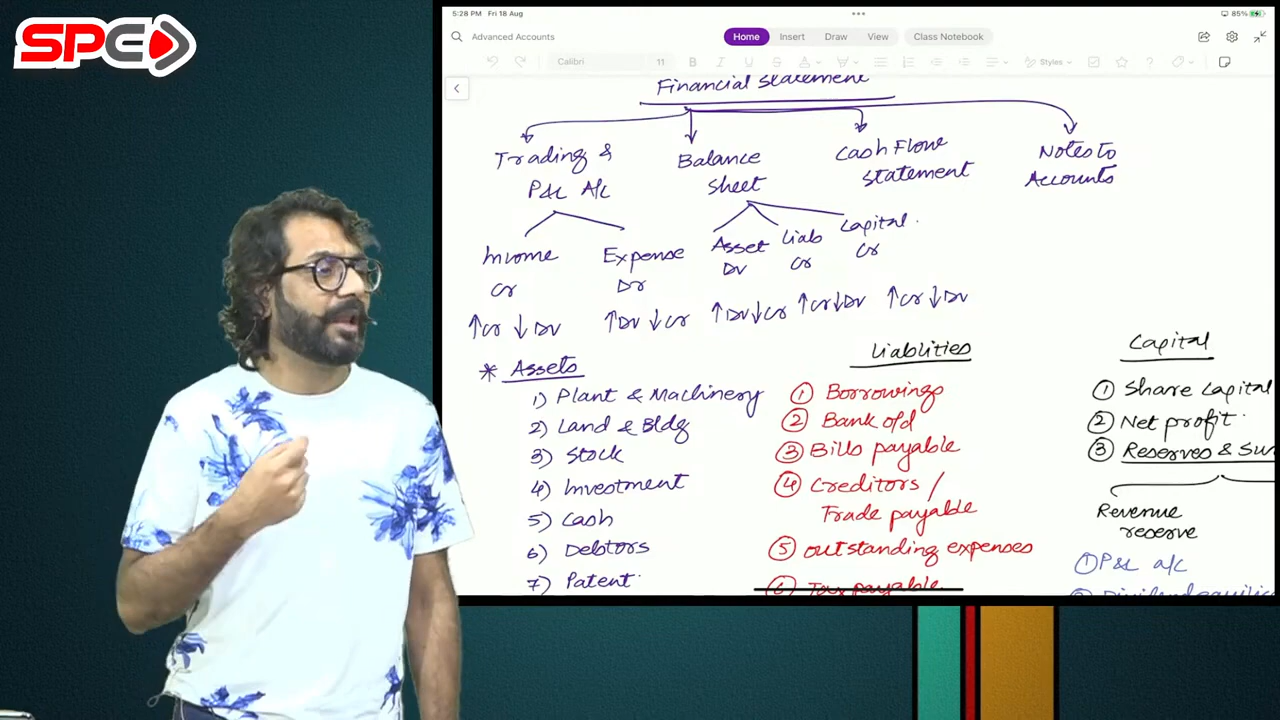 SPE
5:28 PM Fri 18 Aug
85%
Advanced Accounts
Home Insert Draw View Class Notebook
Calibri 11
Styles
Financial Statement
Trading &
P&L A/c
Balance
Sheet
Cash Flow
Statement
Notes to
Accounts
Income
Cr
Expense
Dr
Asset
Dr
Liab
Cr
Capital
Cr
↑Cr ↓Dr
↑Dr ↓Cr
↑Dr ↓Cr
↑Cr ↓Dr
↑Cr ↓Dr
* Assets
1) Plant & Machinery
2) Land & Bldg
3) Stock
4) Investment
5) Cash
6) Debtors
7) Patent
Liablities
① Borrowings
② Bank o/d
③ Bills payable
④ Creditors /
Trade payable
⑤ outstanding expenses
⑥ Tax payable
Capital
① Share Capital
② Net profit
③ Reserves & Sur
Revenue
reserve
① P&L a/c